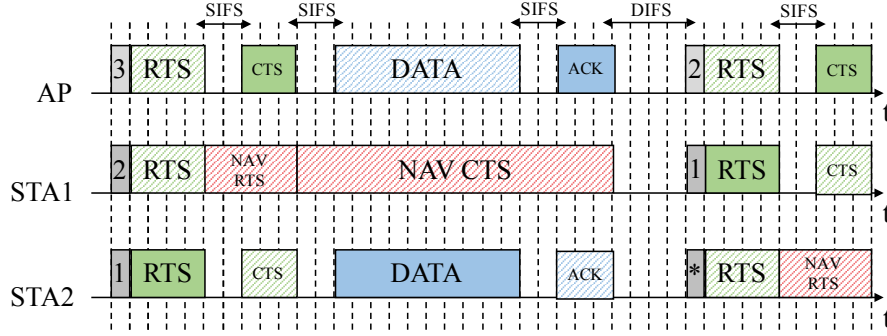 SIFS SIFS SIFS DIFS SIFS
AP 3 RTS CTS DATA ACK 2 RTS CTS
t
STA1 2 RTS NAV RTS NAV CTS 1 RTS CTS
t
STA2 1 RTS CTS DATA ACK * RTS NAV RTS
t